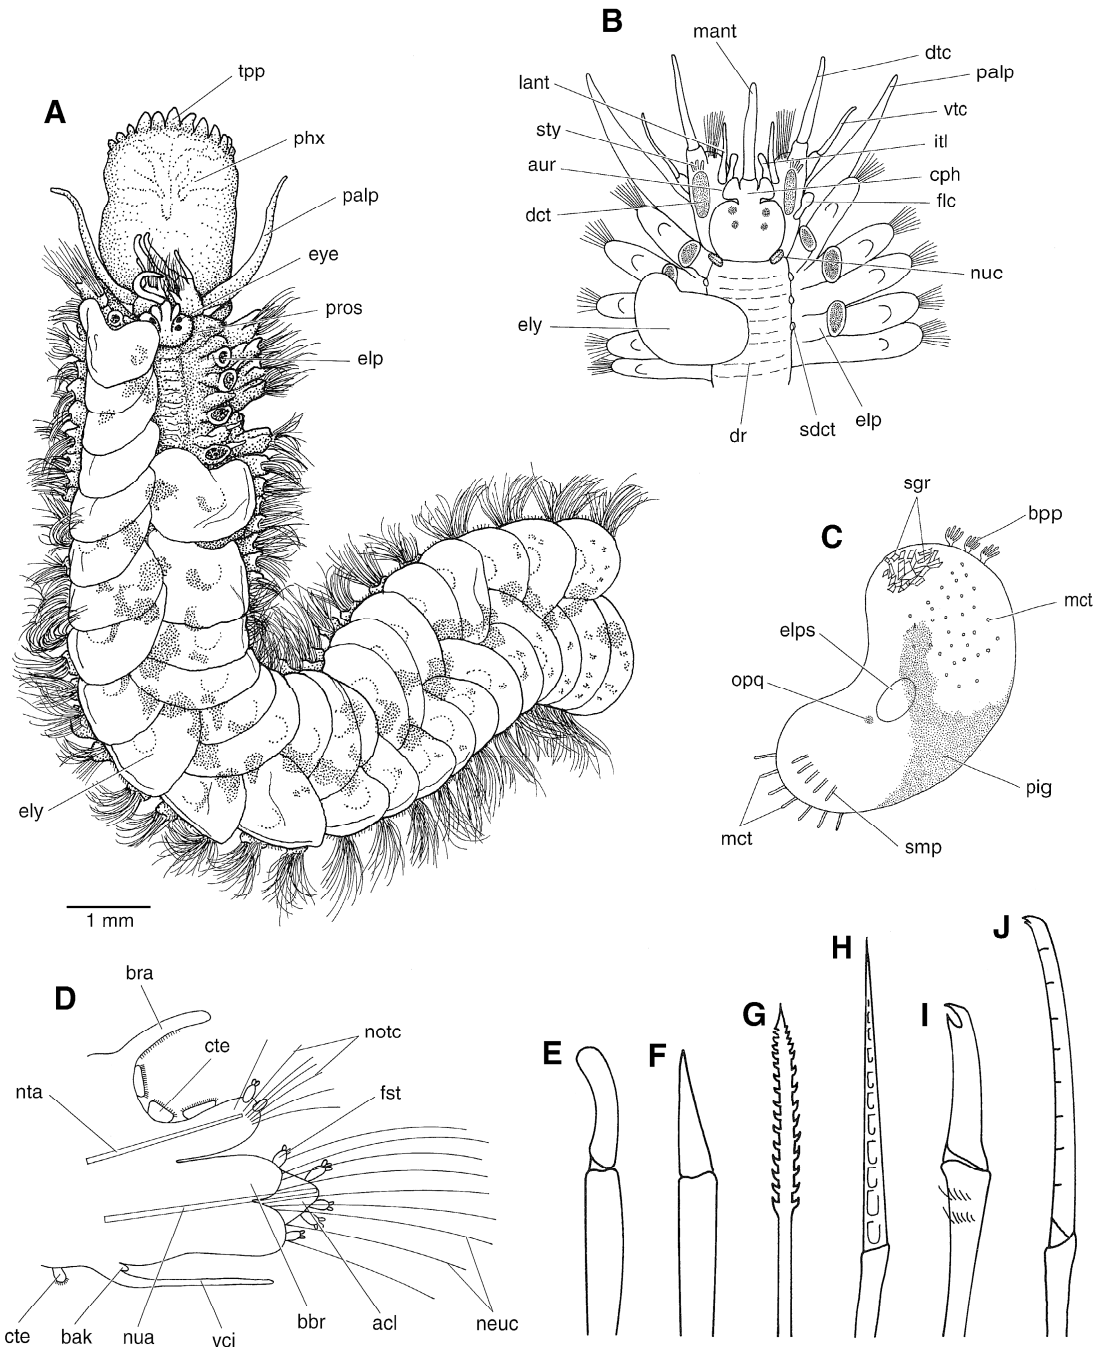 A
tpp
phx
palp
eye
pros
elp
ely
1 mm
B
mant
lant
sty
aur
dct
ely
dtc
palp
vtc
itl
cph
flc
nuc
dr
sdct
elp
C
sgr
bpp
mct
elps
opq
pig
mct
smp
D
bra
cte
notc
nta
fst
cte
bak
nua
vci
bbr
acl
neuc
E
F
G
H
I
J